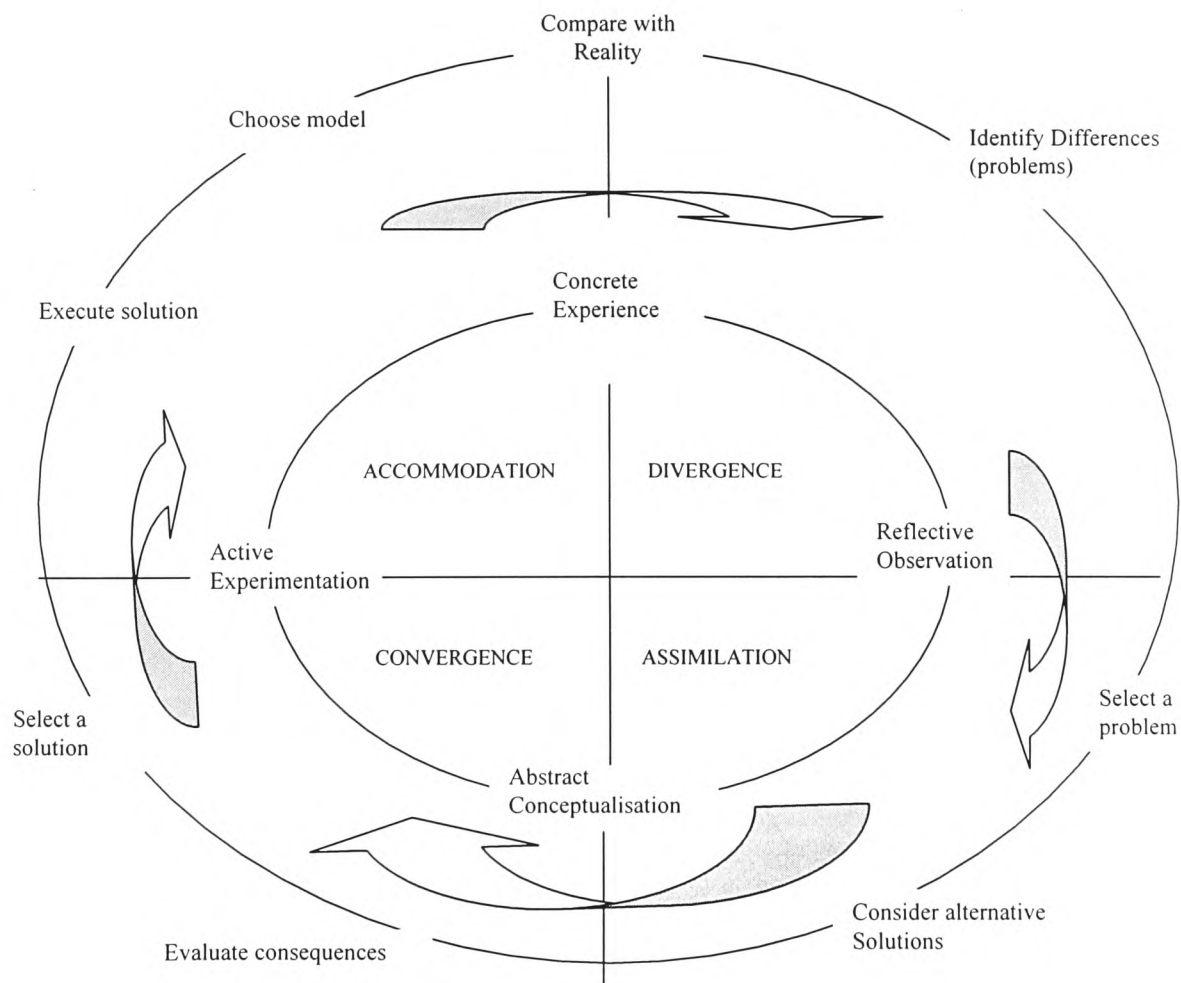 Compare with
Reality
Choose model
Identify Differences
(problems)
Concrete
Experience
Execute solution
ACCOMMODATION
DIVERGENCE
Active
Experimentation
Reflective
Observation
CONVERGENCE
ASSIMILATION
Select a
solution
Select a
problem
Abstract
Conceptualisation
Consider alternative
Solutions
Evaluate consequences